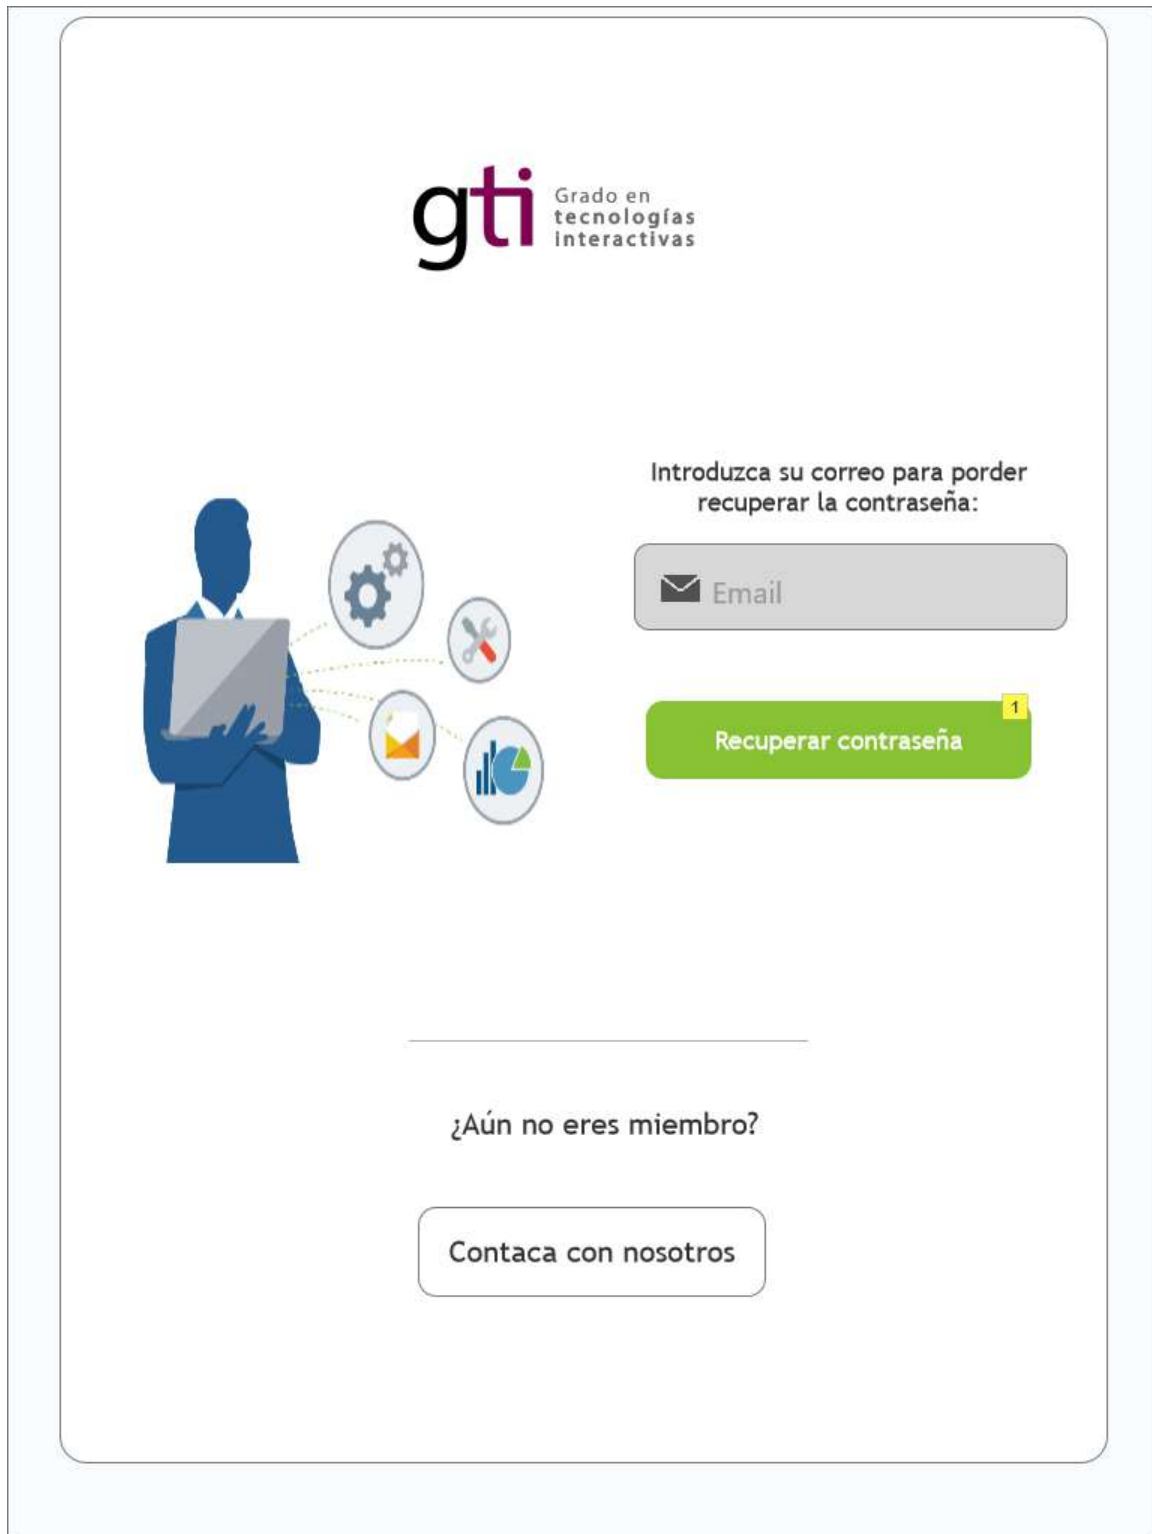 gti
Grado en
tecnologías
interactivas
Introduzca su correo para porder
recuperar la contraseña:
Email
1
Recuperar contraseña
¿Aún no eres miembro?
Contaca con nosotros